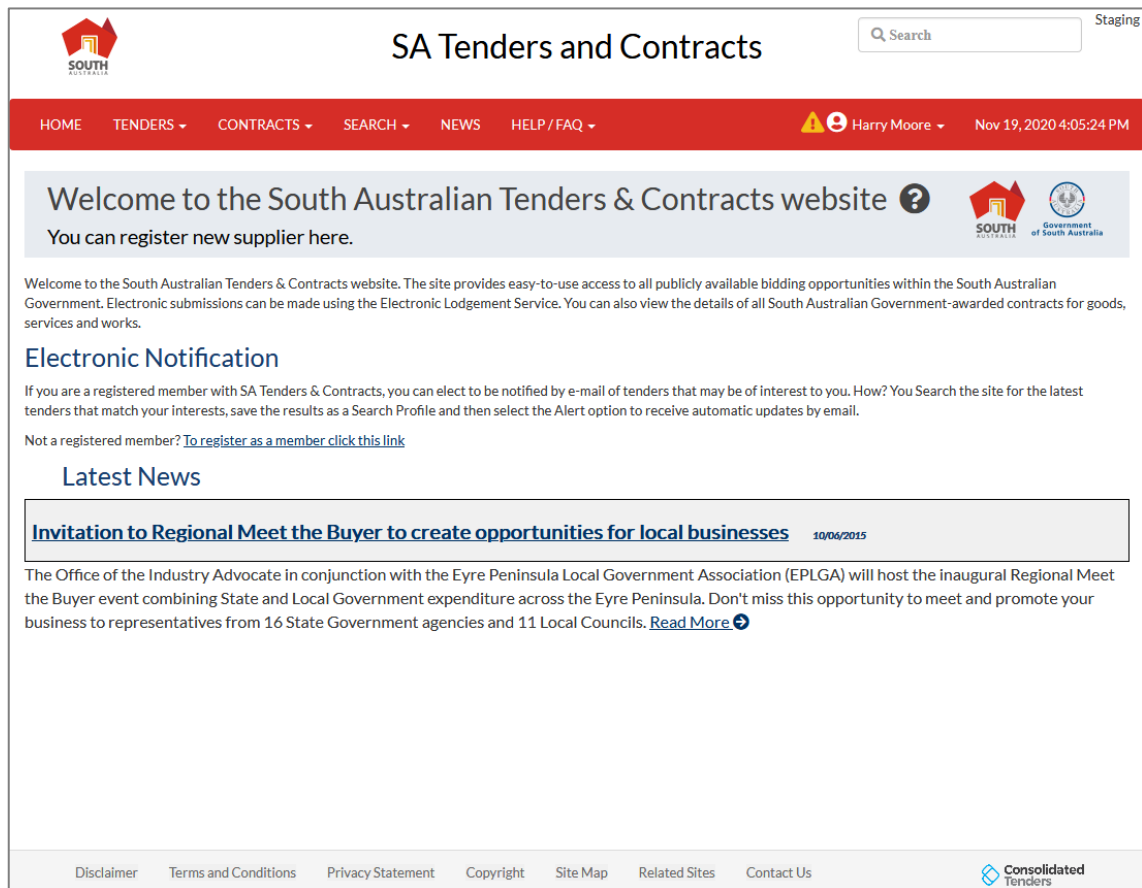 Staging
SOUTH
AUSTRALIA
SA Tenders and Contracts
Search
HOME TENDERS CONTRACTS SEARCH NEWS HELP / FAQ Harry Moore Nov 19, 2020 4:05:24 PM
Welcome to the South Australian Tenders & Contracts website
You can register new supplier here.
SOUTH
AUSTRALIA
Government
of South Australia
Welcome to the South Australian Tenders & Contracts website. The site provides easy-to-use access to all publicly available bidding opportunities within the South Australian
Government. Electronic submissions can be made using the Electronic Lodgement Service. You can also view the details of all South Australian Government-awarded contracts for goods,
services and works.
Electronic Notification
If you are a registered member with SA Tenders & Contracts, you can elect to be notified by e-mail of tenders that may be of interest to you. How? You Search the site for the latest
tenders that match your interests, save the results as a Search Profile and then select the Alert option to receive automatic updates by email.
Not a registered member? To register as a member click this link
Latest News
Invitation to Regional Meet the Buyer to create opportunities for local businesses 10/06/2015
The Office of the Industry Advocate in conjunction with the Eyre Peninsula Local Government Association (EPLGA) will host the inaugural Regional Meet
the Buyer event combining State and Local Government expenditure across the Eyre Peninsula. Don't miss this opportunity to meet and promote your
business to representatives from 16 State Government agencies and 11 Local Councils. Read More
Disclaimer Terms and Conditions Privacy Statement Copyright Site Map Related Sites Contact Us
Consolidated
Tenders